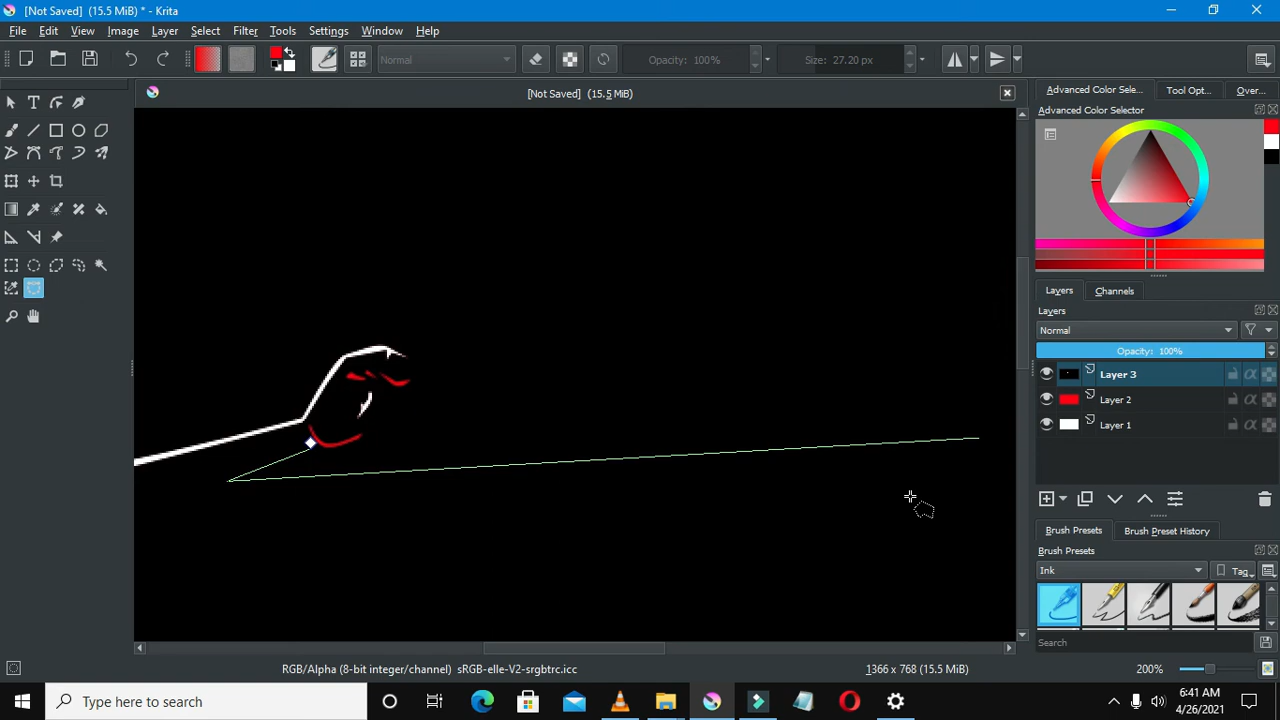 [Not Saved] (15.5 MiB) * - Krita
File Edit View Image Layer Select Filter Tools Settings Window Help
Normal Opacity: 100% Size: 27.20 px
[Not Saved] (15.5 MiB)
Advanced Color Sele... Tool Opt... Over...
Advanced Color Selector
Layers Channels
Layers
Normal
Opacity: 100%
Layer 3
Layer 2
Layer 1
Brush Presets Brush Preset History
Brush Presets
Ink Tag
Search
RGB/Alpha (8-bit integer/channel) sRGB-elle-V2-srgbtrc.icc 1366 x 768 (15.5 MiB) 200%
Type here to search
6:41 AM
4/26/2021